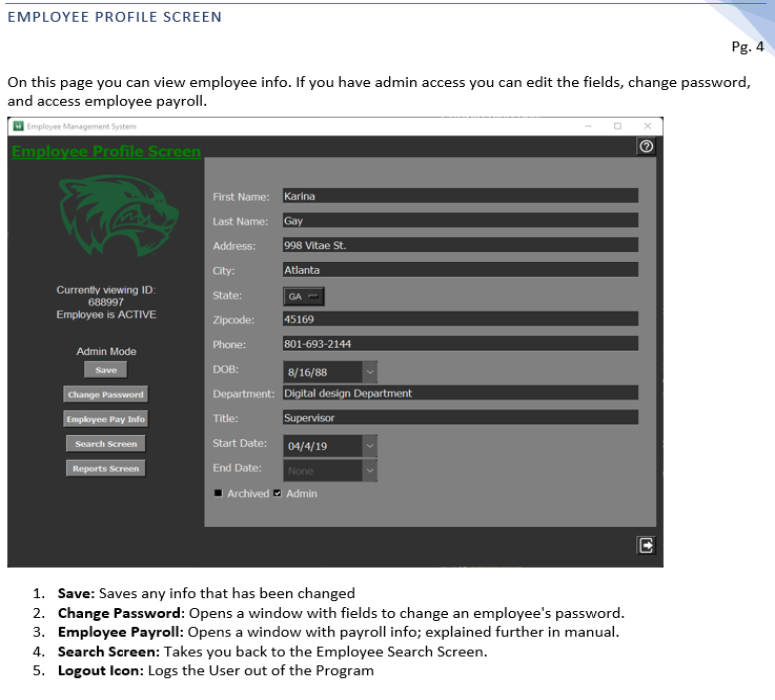 EMPLOYEE PROFILE SCREEN
Pg. 4
On this page you can view employee info. If you have admin access you can edit the fields, change password,
and access employee payroll.
Employee Management System
Employee Profile Screen
First Name: Karina
Last Name: Gay
Address: 998 Vitae St.
City: Atlanta
State: GA
Zipcode: 45169
Phone: 801-693-2144
DOB: 8/16/88
Department: Digital design Department
Title: Supervisor
Start Date: 04/4/19
End Date: None
Archived Admin
Currently viewing ID:
688997
Employee is ACTIVE
Admin Mode
Save
Change Password
Employee Pay Info
Search Screen
Reports Screen
1. Save: Saves any info that has been changed
2. Change Password: Opens a window with fields to change an employee's password.
3. Employee Payroll: Opens a window with payroll info; explained further in manual.
4. Search Screen: Takes you back to the Employee Search Screen.
5. Logout Icon: Logs the User out of the Program